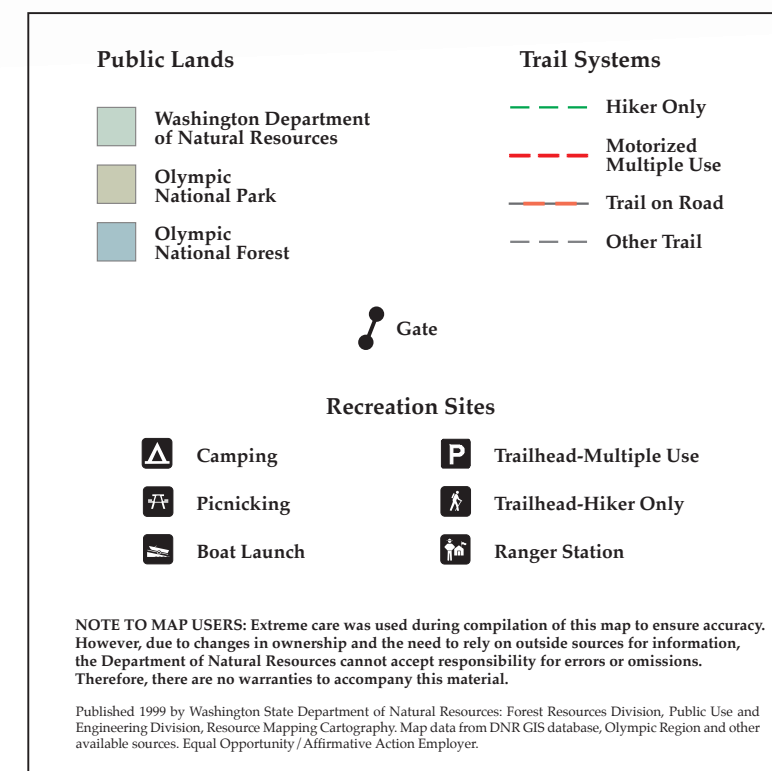 Public Lands
Washington Department
of Natural Resources
Olympic
National Park
Olympic
National Forest
Trail Systems
Hiker Only
Motorized
Multiple Use
Trail on Road
Other Trail
Gate
Recreation Sites
Camping
Picnicking
Boat Launch
P
Trailhead-Multiple Use
Trailhead-Hiker Only
Ranger Station
NOTE TO MAP USERS: Extreme care was used during compilation of this map to ensure accuracy.
However, due to changes in ownership and the need to rely on outside sources for information,
the Department of Natural Resources cannot accept responsibility for errors or omissions.
Therefore, there are no warranties to accompany this material.
Published 1999 by Washington State Department of Natural Resources: Forest Resources Division, Public Use and
Engineering Division, Resource Mapping Cartography. Map data from DNR GIS database, Olympic Region and other
available sources. Equal Opportunity/Affirmative Action Employer.